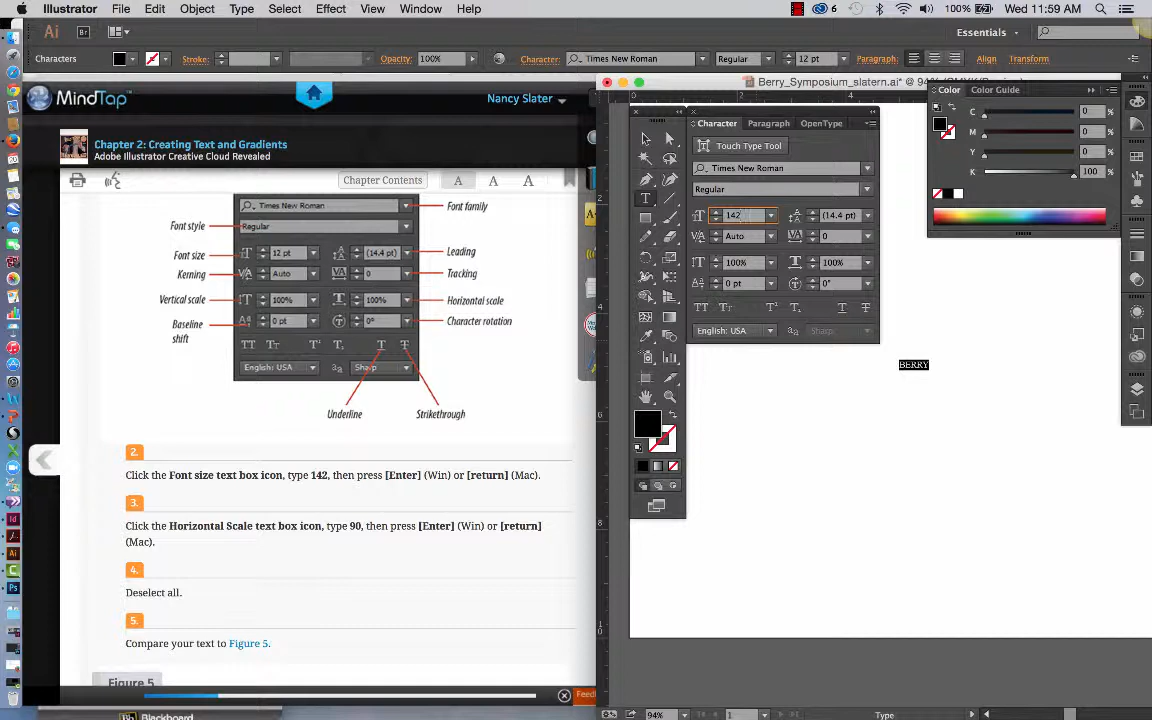 Illustrator File Edit Object Type Select Effect View Window Help
6 100% Wed 11:59 AM
Ai Br Essentials
Characters Stroke: Opacity: 100% Character: Times New Roman Regular 12 pt Paragraph: Align Transform
MindTap Nancy Slater
Chapter 2: Creating Text and Gradients
Adobe Illustrator Creative Cloud Revealed
Chapter Contents A A A
Times New Roman Font family
Font style Regular
Font size 12 pt (14.4 pt) Leading
Kerning Auto 0 Tracking
Vertical scale 100% 100% Horizontal scale
Baseline shift 0 pt 0° Character rotation
English: USA Sharp
Underline Strikethrough
2.
Click the Font size text box icon, type 142, then press [Enter] (Win) or [return] (Mac).
3.
Click the Horizontal Scale text box icon, type 90, then press [Enter] (Win) or [return]
(Mac).
4.
Deselect all.
5.
Compare your text to Figure 5.
Figure 5
Blackboard
Berry_Symposium_slatern.ai* @ 94%
0 2 4
Character Paragraph OpenType
Touch Type Tool
Times New Roman
Regular
142 (14.4 pt)
Auto 0
100% 100%
0 pt 0°
English: USA Sharp
BERRY
Color Color Guide
C 0 %
M 0 %
Y 0 %
K 100 %
94% 1 Type